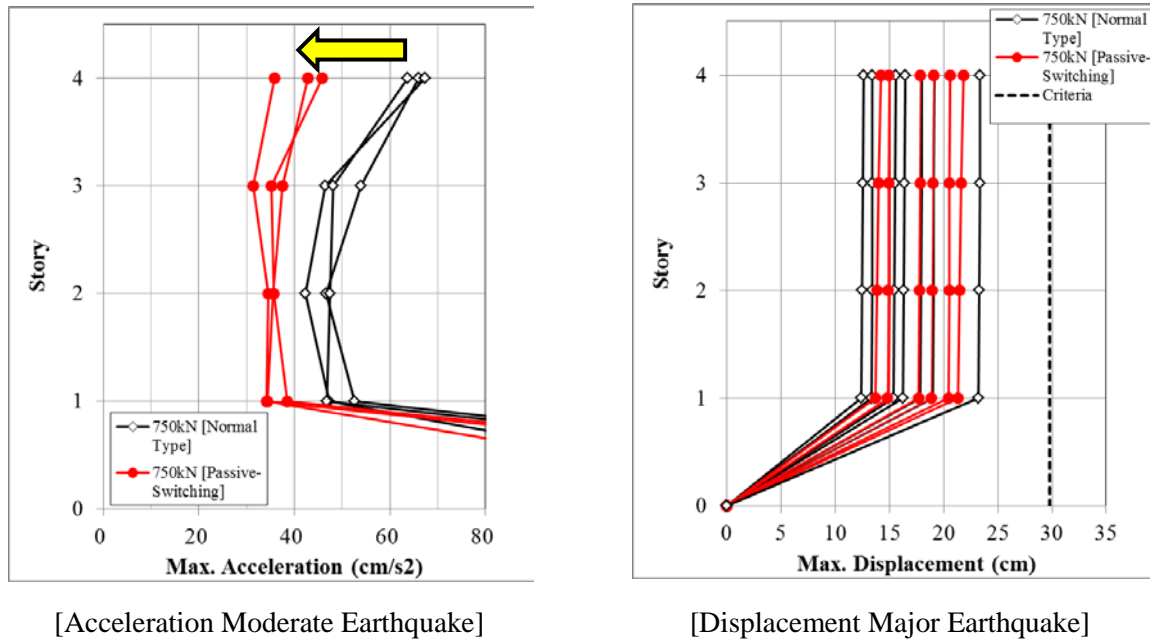 4
3
2
1
0
Story
750kN [Normal
Type]
750kN [Passive-
Switching]
0 20 40 60 80
Max. Acceleration (cm/s2)
[Acceleration Moderate Earthquake]
750kN [Normal
Type]
750kN [Passive-
Switching]
Criteria
4
3
2
1
0
Story
0 5 10 15 20 25 30 35
Max. Displacement (cm)
[Displacement Major Earthquake]